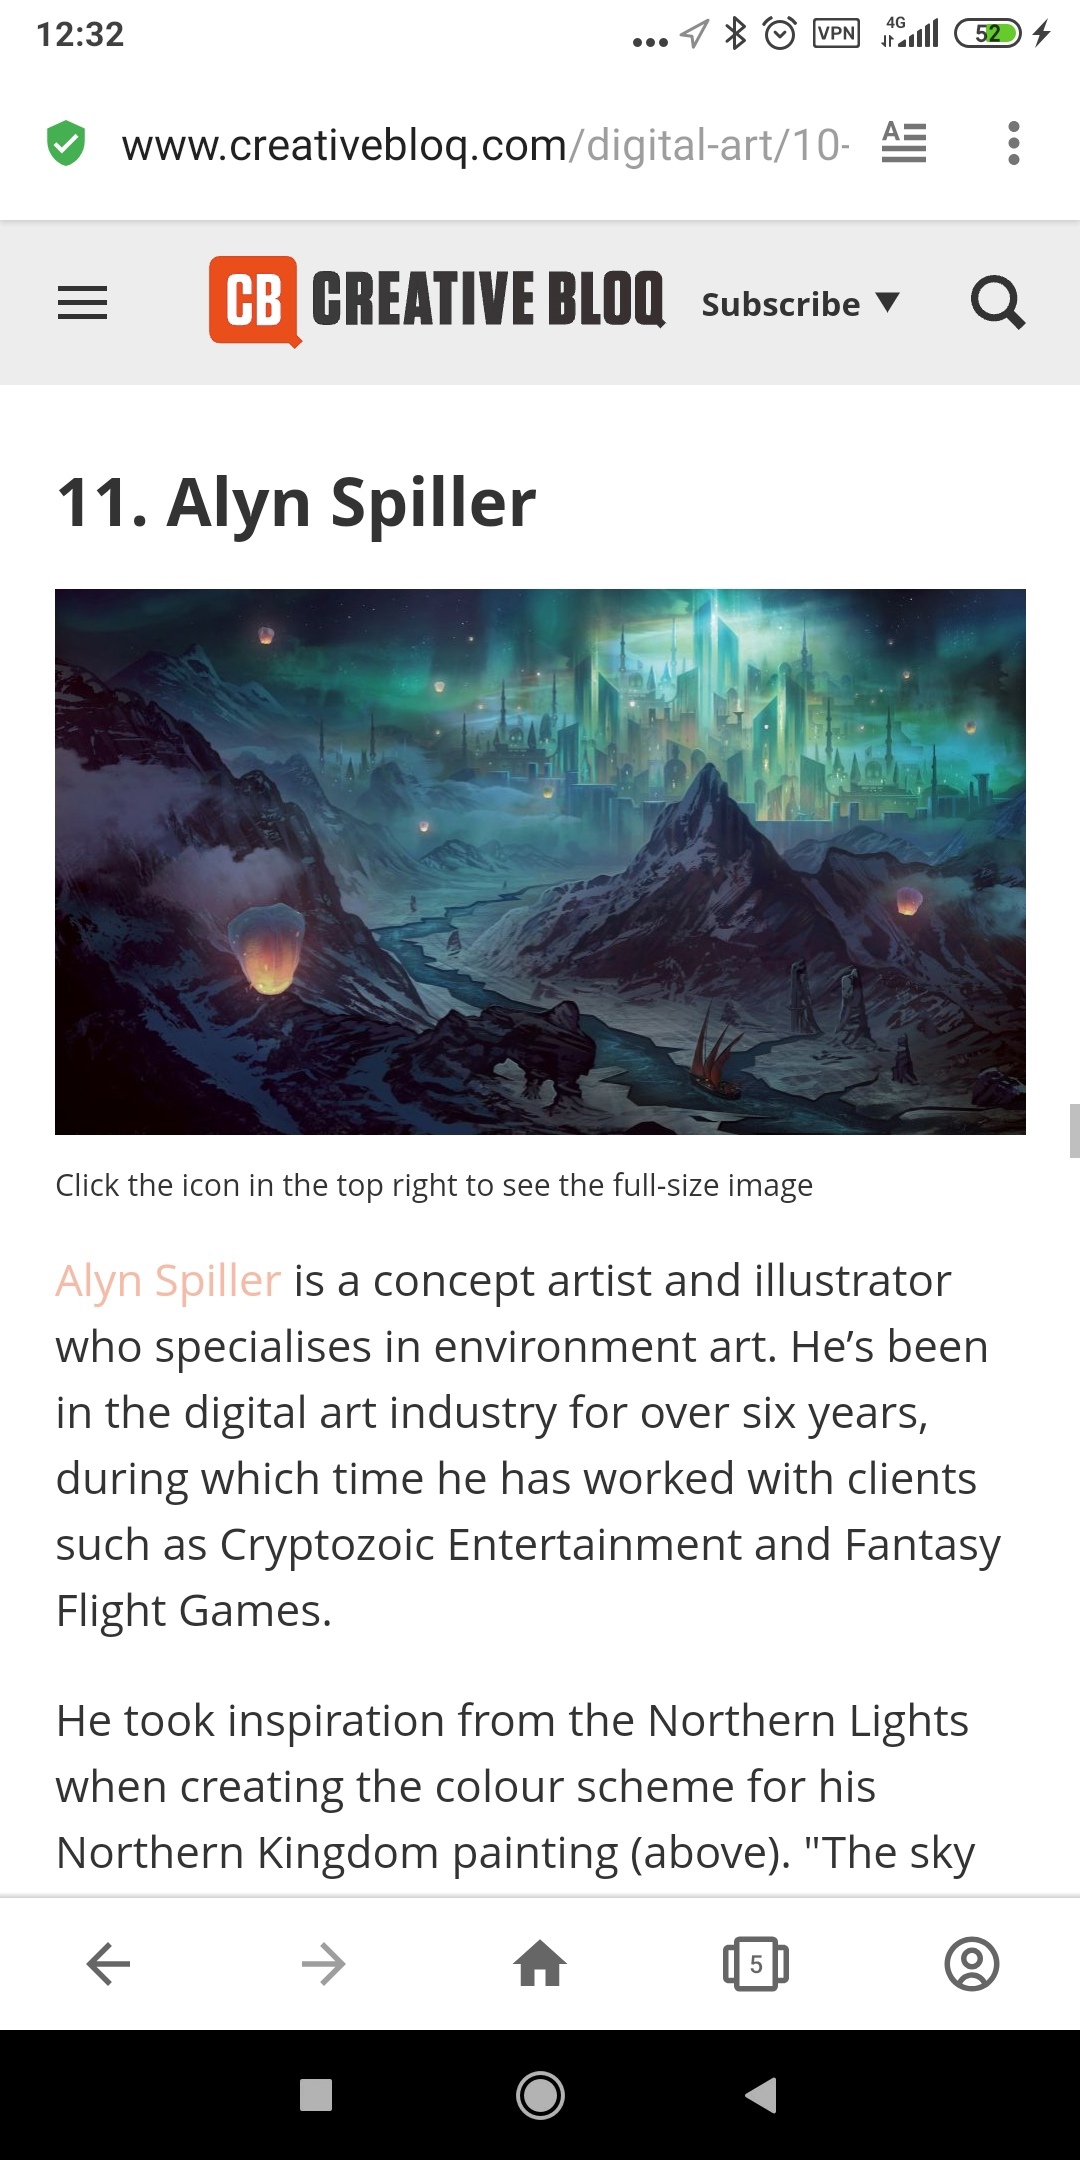 12:32
VPN
4G
52
www.creativebloq.com/digital-art/10-
A
CB CREATIVE BLOQ
Subscribe
11. Alyn Spiller
Click the icon in the top right to see the full-size image
Alyn Spiller is a concept artist and illustrator
who specialises in environment art. He’s been
in the digital art industry for over six years,
during which time he has worked with clients
such as Cryptozoic Entertainment and Fantasy
Flight Games.
He took inspiration from the Northern Lights
when creating the colour scheme for his
Northern Kingdom painting (above). "The sky
5